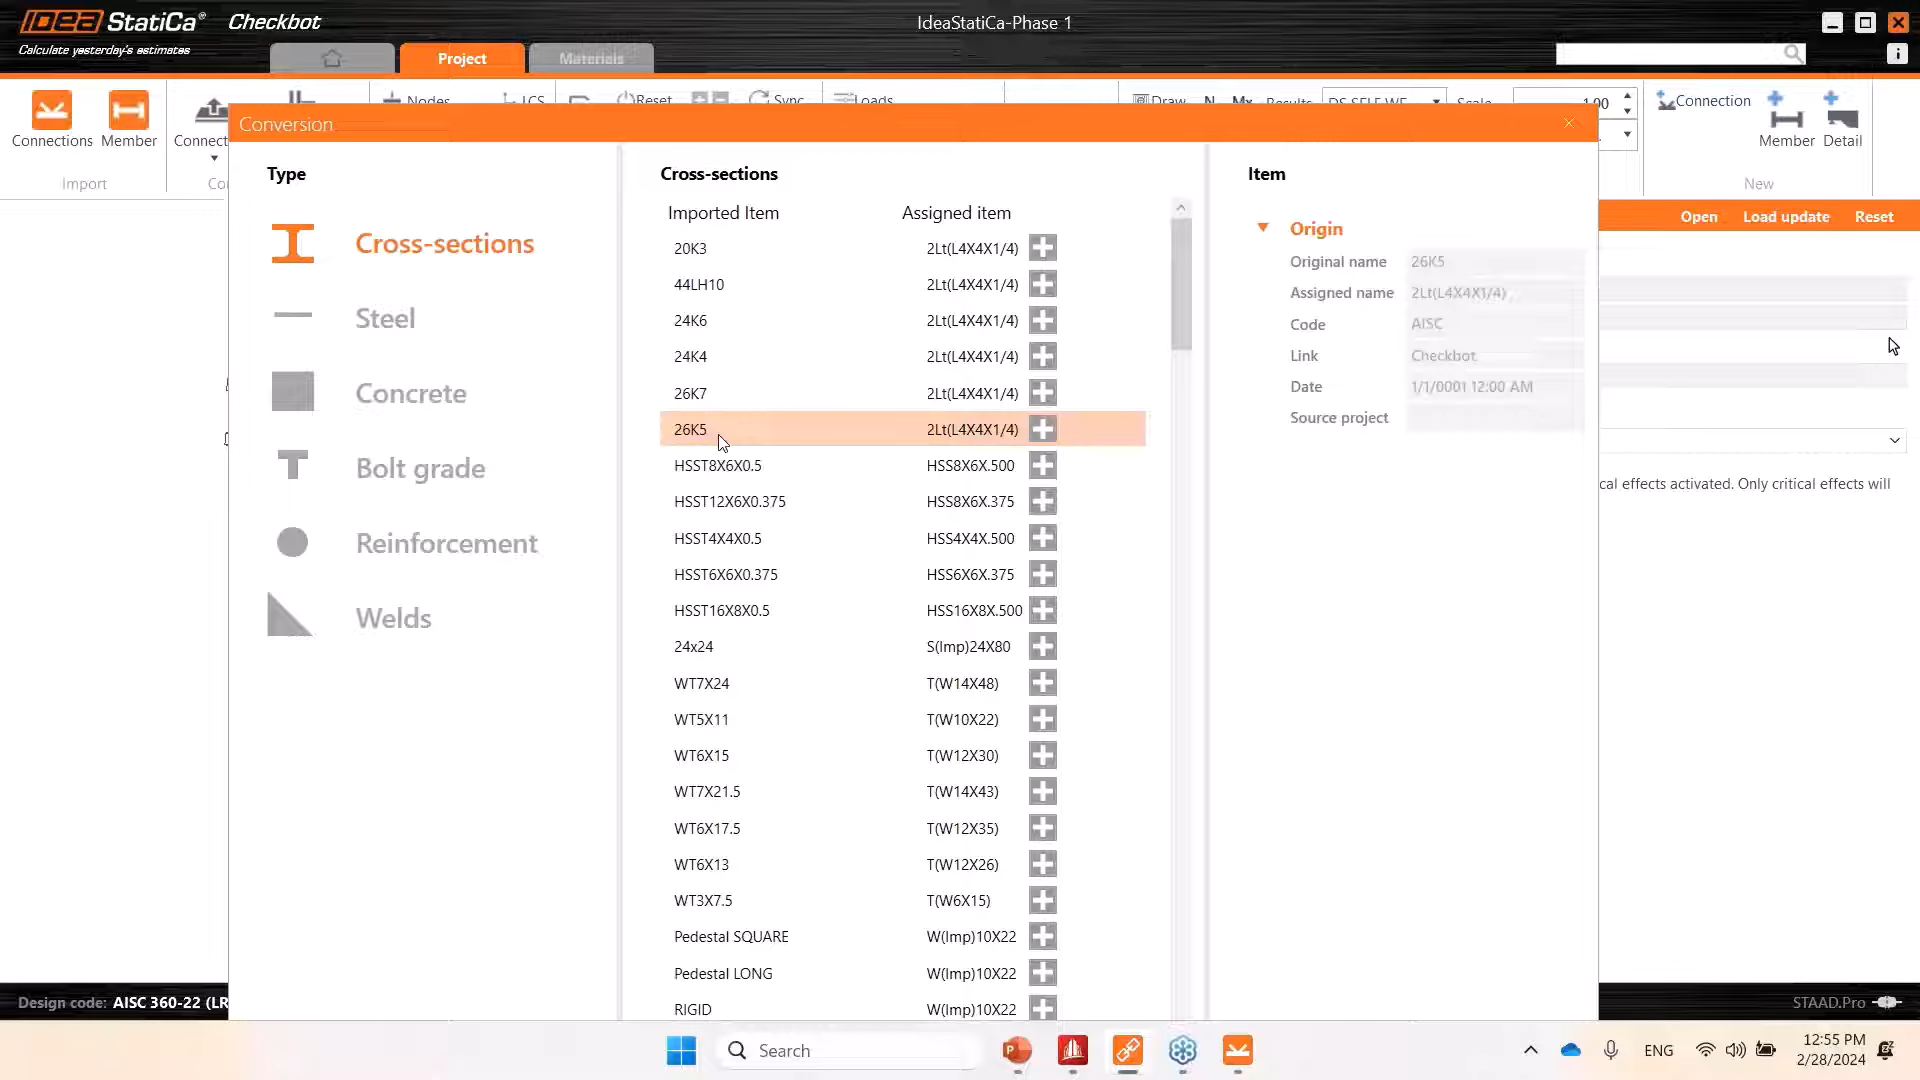 IDEA StatiCa® Checkbot
Calculate yesterday's estimates
IdeaStatiCa-Phase 1
Project
Materials
Connections
Member
Import
Connect
Nodes
LCS
Reset
Sync
Loads
Draw N Mx Results
Scale
1.00
Connection
Member
Detail
New
Conversion
Open
Load update
Reset
Type
Cross-sections
Steel
Concrete
Bolt grade
Reinforcement
Welds
Cross-sections
Imported Item Assigned item
20K3 2Lt(L4X4X1/4)
44LH10 2Lt(L4X4X1/4)
24K6 2Lt(L4X4X1/4)
24K4 2Lt(L4X4X1/4)
26K7 2Lt(L4X4X1/4)
26K5 2Lt(L4X4X1/4)
HSST8X6X0.5 HSS8X6X.500
HSST12X6X0.375 HSS8X6X.375
HSST4X4X0.5 HSS4X4X.500
HSST6X6X0.375 HSS6X6X.375
HSST16X8X0.5 HSS16X8X.500
24x24 S(Imp)24X80
WT7X24 T(W14X48)
WT5X11 T(W10X22)
WT6X15 T(W12X30)
WT7X21.5 T(W14X43)
WT6X17.5 T(W12X35)
WT6X13 T(W12X26)
WT3X7.5 T(W6X15)
Pedestal SQUARE W(Imp)10X22
Pedestal LONG W(Imp)10X22
RIGID W(Imp)10X22
Item
Origin
Original name 26K5
Assigned name 2Lt(L4X4X1/4)
Code AISC
Link Checkbot
Date 1/1/0001 12:00 AM
Source project
cal effects activated. Only critical effects will
Design code: AISC 360-22 (LR
STAAD.Pro
Search
ENG
12:55 PM
2/28/2024